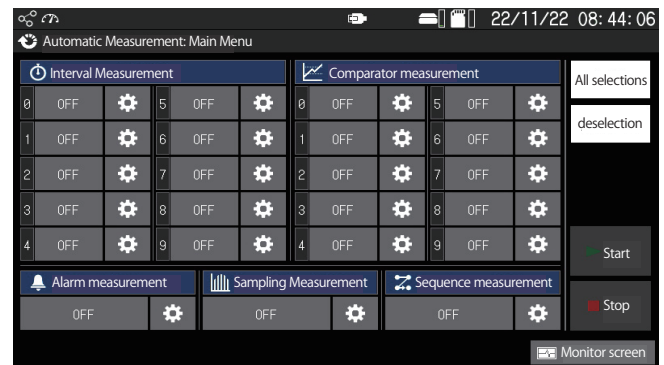 22/11/22 08:44:06
Automatic Measurement: Main Menu
Interval Measurement
Comparator measurement
All selections
deselection
0 OFF 5 OFF 0 OFF 5 OFF
1 OFF 6 OFF 1 OFF 6 OFF
2 OFF 7 OFF 2 OFF 7 OFF
3 OFF 8 OFF 3 OFF 8 OFF
4 OFF 9 OFF 4 OFF 9 OFF
Start
Alarm measurement
Sampling Measurement
Sequence measurement
OFF OFF OFF
Stop
Monitor screen